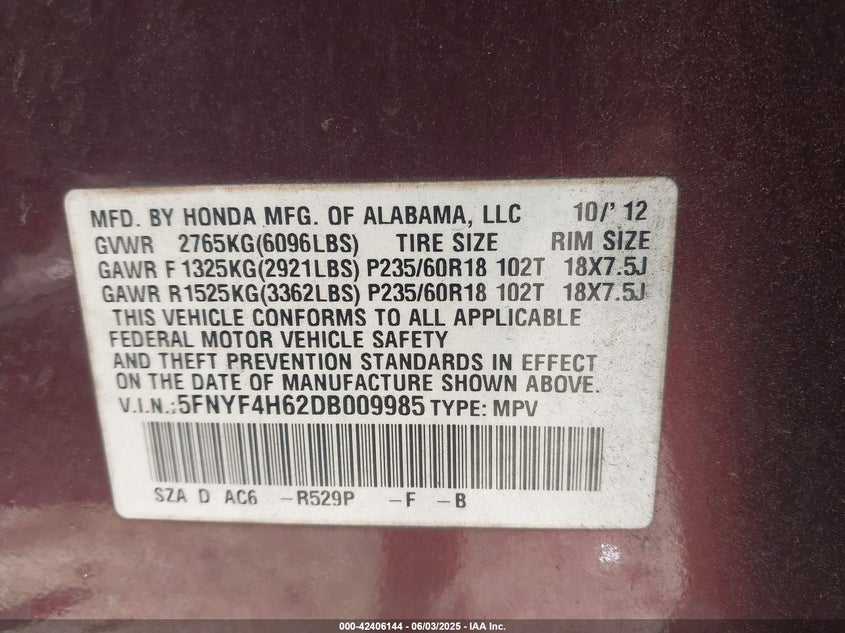 MFD. BY HONDA MFG. OF ALABAMA, LLC 10/' 12
GVWR 2765KG(6096LBS) TIRE SIZE RIM SIZE
GAWR F 1325KG(2921LBS) P235/60R18 102T 18X7.5J
GAWR R1525KG(3362LBS) P235/60R18 102T 18X7.5J
THIS VEHICLE CONFORMS TO ALL APPLICABLE
FEDERAL MOTOR VEHICLE SAFETY
AND THEFT PREVENTION STANDARDS IN EFFECT
ON THE DATE OF MANUFACTURE SHOWN ABOVE.
V.I.N.:5FNYF4H62DB009985 TYPE: MPV
SZA D AC6 -R529P -F -B
000-42406144 - 06/03/2025 - IAA Inc.